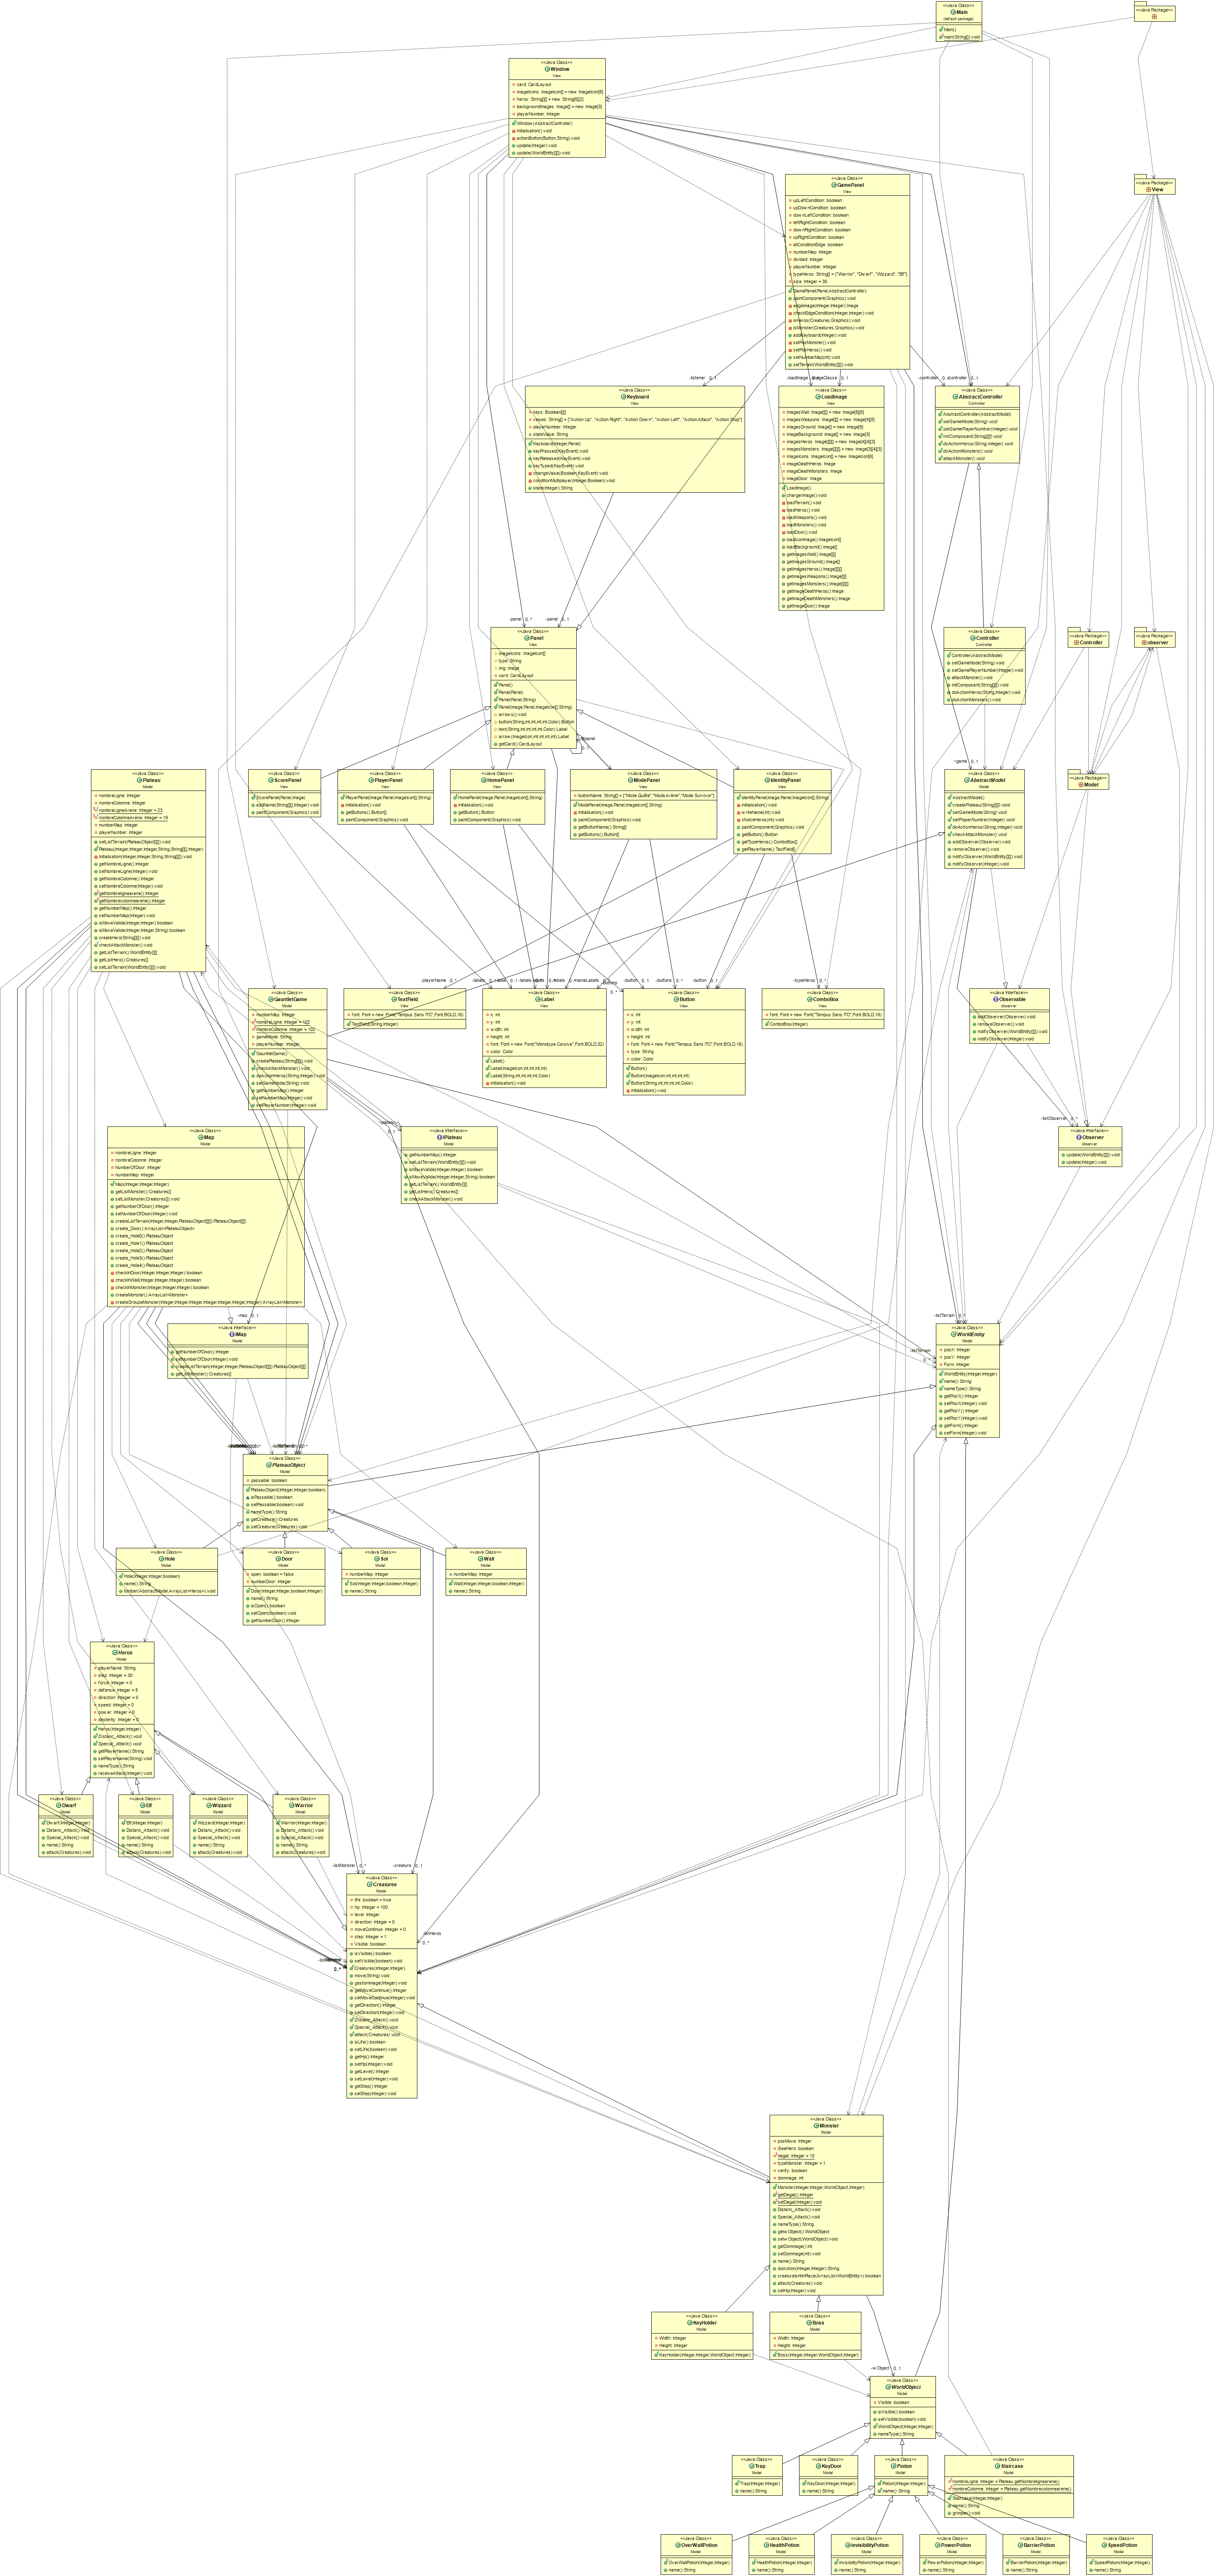 <<Java Class>>
Main
(default package)
Main()
main(String[]):void
<<Java Package>>
<<Java Class>>
Window
View
card: CardLayout
imageIcons: ImageIcon[] = new ImageIcon[6]
heros: String[][] = new String[6][2]
backgroundImages: Image[] = new Image[3]
playerNumber: Integer
Window(AbstractController)
initialisation():void
actionButton(Button,String):void
update(Integer):void
update(WorldEntity[][]):void
<<Java Package>>
View
<<Java Class>>
GamePanel
View
upLeftCondition: boolean
upDownCondition: boolean
downLeftCondition: boolean
leftRightCondition: boolean
downRightCondition: boolean
upRightCondition: boolean
allConditionEdge: boolean
numberMap: Integer
divided: Integer
playerNumber: Integer
typeHeros: String[] = {"Warrior", "Dwarf", "Wizzard", "Elf"}
size: Integer = 30
GamePanel(Panel,AbstractController)
paintComponent(Graphics):void
edgeImage(Integer,Integer):Image
checkEdgeCondition(Integer,Integer):void
isHeros(Creatures,Graphics):void
isMonster(Creatures,Graphics):void
addKeyboard(Integer):void
setPosMonster():void
setPosHeros():void
setNumberMap(int):void
setTerrain(WorldEntity[][]):void
-listener 0..1
<<Java Class>>
Keyboard
View
keys: Boolean[][]
values: String[] = {"Action Up", "Action Right", "Action Down", "Action Left", "Action Attack", "Action Stop"}
playerNumber: Integer
stateValue: String
Keyboard(Integer,Panel)
keyPressed(KeyEvent):void
keyReleased(KeyEvent):void
keyTyped(KeyEvent):void
changeValue(Boolean,KeyEvent):void
conditionMultiplayer(Integer,Boolean):void
state(Integer):String
<<Java Class>>
LoadImage
View
imagesWall: Image[][] = new Image[6][8]
imagesWeapons: Image[][] = new Image[4][8]
imagesGround: Image[] = new Image[6]
imageBackground: Image[] = new Image[3]
imagesHeros: Image[][][] = new Image[4][8][3]
imagesMonsters: Image[][][] = new Image[3][4][3]
imageIcons: ImageIcon[] = new ImageIcon[6]
imageDeathHeros: Image
imageDeathMonsters: Image
imageDoor: Image
LoadImage()
chargerImage():void
loadTerrain():void
loadHeros():void
loadWeapons():void
loadMonsters():void
loadDoor():void
loadIconImage():ImageIcon[]
loadBackground():Image[]
getImagesWall():Image[][]
getImagesGround():Image[]
getImagesHeros():Image[][][]
getImagesWeapons():Image[][]
getImagesMonsters():Image[][][]
getImageDeathHeros():Image
getImageDeathMonsters():Image
getImageDoor():Image
<<Java Class>>
AbstractController
Controller
AbstractController(AbstractModel)
setGameMode(String):void
setGamePlayerNumber(Integer):void
initComposant(String[][]):void
doActionHeros(String,Integer):void
doActionMonsters():void
attackMonster():void
-panel 0..*
-panel 0..1
<<Java Class>>
Panel
View
imageIcons: ImageIcon[]
type: String
img: Image
card: CardLayout
Panel()
Panel(Panel)
Panel(Panel,String)
Panel(Image,Panel,ImageIcon[],String)
arrows():void
button(String,int,int,int,int,Color):Button
text(String,int,int,int,int,Color):Label
arrow(ImageIcon,int,int,int,int):Label
getCard():CardLayout
<<Java Class>>
Controller
Controller
Controller(AbstractModel)
setGameMode(String):void
setGamePlayerNumber(Integer):void
attackMonster():void
initComposant(String[][]):void
doActionHeros(String,Integer):void
doActionMonsters():void
<<Java Package>>
Controller
<<Java Package>>
observer
<<Java Package>>
Model
-game 0..1
<<Java Class>>
Plateau
Model
nombreLigne: Integer
nombreColonne: Integer
nombreLigneArene: Integer = 23
nombreColonneArene: Integer = 19
numberMap: Integer
playerNumber: Integer
setListTerrain(PlateauObject[][]):void
Plateau(Integer,Integer,Integer,String,String[][],Integer)
initialisation(Integer,Integer,String,String[][]):void
getNombreLigne():Integer
setNombreLigne(Integer):void
getNombreColonne():Integer
setNombreColonne(Integer):void
getNombrelignearene():Integer
getNombrecolonnearene():Integer
getNumberMap():Integer
setNumberMap(Integer):void
isMoveValide(Integer,Integer):boolean
isMoveValide(Integer,Integer,String):boolean
createHero(String[][]):void
checkAttackMonster():void
getListTerrain():WorldEntity[][]
getListHero():Creatures[]
setListTerrain(WorldEntity[][]):void
<<Java Class>>
ScorePanel
View
ScorePanel(Panel,Image)
addName(String[][],Integer):void
paintComponent(Graphics):void
<<Java Class>>
PlayerPanel
View
PlayerPanel(Image,Panel,ImageIcon[],String)
initialisation():void
getButtons():Button[]
paintComponent(Graphics):void
<<Java Class>>
HomePanel
View
HomePanel(Image,Panel,ImageIcon[],String)
initialisation():void
getButton():Button
paintComponent(Graphics):void
<<Java Class>>
ModePanel
View
buttonName: String[] = {"Mode Quête","Mode Arène","Mode Survivor"}
ModePanel(Image,Panel,ImageIcon[],String)
initialisation():void
paintComponent(Graphics):void
getButtonName():String[]
getButtons():Button[]
<<Java Class>>
IdentityPanel
View
IdentityPanel(Image,Panel,ImageIcon[],String)
initialisation():void
writeName(int):void
choiceHeros(int):void
paintComponent(Graphics):void
getButton():Button
getTypeHeros():ComboBox[]
getPlayerName():TextField[]
<<Java Class>>
AbstractModel
Model
AbstractModel()
createPlateau(String[][]):void
setGameMode(String):void
setPlayerNumber(Integer):void
doActionHeros(String,Integer):void
checkAttackMonster():void
addObserver(Observer):void
removeObserver():void
notifyObserver(WorldEntity[][]):void
notifyObserver(Integer):void
<<Java Class>>
GauntletGame
Model
numberMap: Integer
nombreLigne: Integer = 102
nombreColonne: Integer = 102
gameMode: String
playerNumber: Integer
GauntletGame()
createPlateau(String[][]):void
checkAttackMonster():void
doActionHeros(String,Integer):void
setGameMode(String):void
getNumberMap():Integer
setNumberMap(Integer):void
setPlayerNumber(Integer):void
-playerName 0..*
<<Java Class>>
TextField
View
font: Font = new Font("Tempus Sans ITC",Font.BOLD,16)
TextField(String,Integer)
<<Java Class>>
Label
View
x: int
y: int
width: int
height: int
font: Font = new Font("Monotype Corsiva",Font.BOLD,32)
color: Color
Label()
Label(ImageIcon,int,int,int,int)
Label(String,int,int,int,int,Color)
initialisation():void
-button 0..1
-buttons 0..*
-button 0..1
<<Java Class>>
Button
View
x: int
y: int
width: int
height: int
font: Font = new Font("Tempus Sans ITC",Font.BOLD,16)
type: String
color: Color
Button()
Button(ImageIcon,int,int,int,int)
Button(String,int,int,int,int,Color)
initialisation():void
-typeHeros 0..*
<<Java Class>>
ComboBox
View
font: Font = new Font("Tempus Sans ITC",Font.BOLD,16)
ComboBox(Integer)
<<Java Interface>>
Observable
observer
addObserver(Observer):void
removeObserver():void
notifyObserver(WorldEntity[][]):void
notifyObserver(Integer):void
-listObserver 0..*
<<Java Interface>>
Observer
observer
update(WorldEntity[][]):void
update(Integer):void
<<Java Class>>
Map
Model
nombreLigne: Integer
nombreColonne: Integer
NumberOfDoor: Integer
numberMap: Integer
Map(Integer,Integer,Integer)
getListMonster():Creatures[]
setListMonster(Creatures[]):void
getNumberOfDoor():Integer
setNumberOfDoor(Integer):void
createListTerrain(Integer,Integer,PlateauObject[][]):PlateauObject[][]
create_Door():ArrayList<PlateauObject>
create_Hole0():PlateauObject
create_Hole1():PlateauObject
create_Hole2():PlateauObject
create_Hole3():PlateauObject
create_Hole4():PlateauObject
checkInDoor(Integer,Integer,Integer):boolean
checkInWall(Integer,Integer,Integer):boolean
checkInMonster(Integer,Integer,Integer):boolean
createMonster():ArrayList<Monster>
createGroupeMonster(Integer,Integer,Integer,Integer,Integer,Integer,Integer):ArrayList<Monster>
-plateau
0..1
<<Java Interface>>
IPlateau
Model
getNumberMap():Integer
setListTerrain(WorldEntity[][]):void
isMoveValide(Integer,Integer):boolean
isMoveValide(Integer,Integer,String):boolean
getListTerrain():WorldEntity[][]
getListHero():Creatures[]
checkAttackMonster():void
-map 0..1
<<Java Interface>>
IMap
Model
getNumberOfDoor():Integer
setNumberOfDoor(Integer):void
createListTerrain(Integer,Integer,PlateauObject[][]):PlateauObject[][]
getListMonster():Creatures[]
-listTerrain 0..*
-listTerrain
0..*
<<Java Class>>
WorldEntity
Model
posX: Integer
posY: Integer
Form: Integer
WorldEntity(Integer,Integer)
name():String
nameType():String
getPosX():Integer
setPosX(Integer):void
getPosY():Integer
setPosY(Integer):void
getForm():Integer
setForm(Integer):void
<<Java Class>>
PlateauObject
Model
passable: boolean
PlateauObject(Integer,Integer,boolean)
isPassable():boolean
setPassable(boolean):void
nameType():String
getCreature():Creatures
setCreature(Creatures):void
<<Java Class>>
Hole
Model
Hole(Integer,Integer,boolean)
name():String
tomber(AbstractModel,ArrayList<Heros>):void
<<Java Class>>
Door
Model
open: boolean = false
numberDoor: Integer
Door(Integer,Integer,boolean,Integer)
name():String
isOpen():boolean
setOpen(boolean):void
getNumberDoor():Integer
<<Java Class>>
Sol
Model
numberMap: Integer
Sol(Integer,Integer,boolean,Integer)
name():String
<<Java Class>>
Wall
Model
numberMap: Integer
Wall(Integer,Integer,boolean,Integer)
name():String
<<Java Class>>
Heros
Model
playerName: String
step: Integer = 30
force: Integer = 0
defense: Integer = 6
direction: Integer = 0
speed: Integer = 0
power: Integer = 0
dexterity: Integer = 0
Heros(Integer,Integer)
Distanc_Attack():void
Special_Attack():void
getPlayerName():String
setPlayerName(String):void
nameType():String
receiveAttack(Integer):void
<<Java Class>>
Dwarf
Model
Dwarf(Integer,Integer)
Distanc_Attack():void
Special_Attack():void
name():String
attack(Creatures):void
<<Java Class>>
Elf
Model
Elf(Integer,Integer)
Distanc_Attack():void
Special_Attack():void
name():String
attack(Creatures):void
<<Java Class>>
Wizzard
Model
Wizzard(Integer,Integer)
Distanc_Attack():void
Special_Attack():void
name():String
attack(Creatures):void
<<Java Class>>
Warrior
Model
Warrior(Integer,Integer)
Distanc_Attack():void
Special_Attack():void
name():String
attack(Creatures):void
-listMonster 0..*
-creature 0..1
<<Java Class>>
Creatures
Model
life: boolean = true
hp: Integer = 100
level: Integer
direction: Integer = 0
moveContinue: Integer = 0
step: Integer = 1
Visible: boolean
isVisible():boolean
setVisible(boolean):void
Creatures(Integer,Integer)
move(String):void
gestionImage(Integer):void
getMoveContinue():Integer
setMoveContinue(Integer):void
getDirection():Integer
setDirection(Integer):void
Distanc_Attack():void
Special_Attack():void
attack(Creatures):void
isLife():boolean
setLife(boolean):void
getHp():Integer
setHp(Integer):void
getLevel():Integer
setLevel(Integer):void
getStep():Integer
setStep(Integer):void
-listHeros
0..*
0..*
<<Java Class>>
Monster
Model
posMove: Integer
iSeeHero: boolean
degat: Integer = 10
typeMonster: Integer = 1
verify: boolean
dommage: int
Monster(Integer,Integer,WorldObject,Integer)
getDegat():Integer
setDegat(Integer):void
Distanc_Attack():void
Special_Attack():void
nameType():String
getwObject():WorldObject
setwObject(WorldObject):void
getDommage():int
setDommage(int):void
name():String
doAction(Integer,Integer):String
creatureIsntInPlace(ArrayList<WorldEntity>):boolean
attack(Creatures):void
setHp(Integer):void
<<Java Class>>
KeyHolder
Model
Width: Integer
Height: Integer
KeyHolder(Integer,Integer,WorldObject,Integer)
<<Java Class>>
Boss
Model
Width: Integer
Height: Integer
Boss(Integer,Integer,WorldObject,Integer)
-wObject 0..1
<<Java Class>>
WorldObject
Model
Visible: boolean
isVisible():boolean
setVisible(boolean):void
WorldObject(Integer,Integer)
nameType():String
<<Java Class>>
Trap
Model
Trap(Integer,Integer)
name():String
<<Java Class>>
KeyDoor
Model
KeyDoor(Integer,Integer)
name():String
<<Java Class>>
Potion
Model
Potion(Integer,Integer)
name():String
<<Java Class>>
Staircase
Model
nombreLigne: Integer = Plateau.getNombrelignearene()
nombreColonne: Integer = Plateau.getNombrecolonnearene()
Staircase(Integer,Integer)
name():String
grimper():void
<<Java Class>>
OverWallPotion
Model
OverWallPotion(Integer,Integer)
name():String
<<Java Class>>
HealthPotion
Model
HealthPotion(Integer,Integer)
name():String
<<Java Class>>
InvisibilityPotion
Model
InvisibilityPotion(Integer,Integer)
name():String
<<Java Class>>
PowerPotion
Model
PowerPotion(Integer,Integer)
name():String
<<Java Class>>
BarrierPotion
Model
BarrierPotion(Integer,Integer)
name():String
<<Java Class>>
SpeedPotion
Model
SpeedPotion(Integer,Integer)
name():String